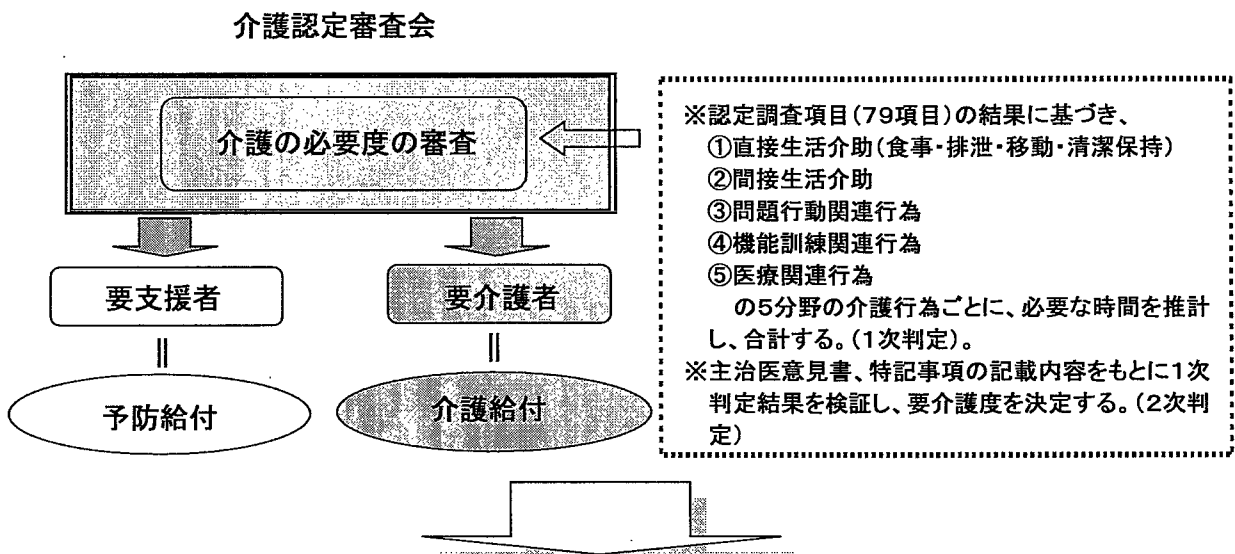 介護認定審査会
介護の必要度の審査
要支援者
要介護者
||
||
予防給付
介護給付
※認定調査項目(79項目)の結果に基づき、
①直接生活介助(食事・排泄・移動・清潔保持)
②間接生活介助
③問題行動関連行為
④機能訓練関連行為
⑤医療関連行為
の5分野の介護行為ごとに、必要な時間を推計
し、合計する。(1次判定)。
※主治医意見書、特記事項の記載内容をもとに1次
判定結果を検証し、要介護度を決定する。(2次判
定)